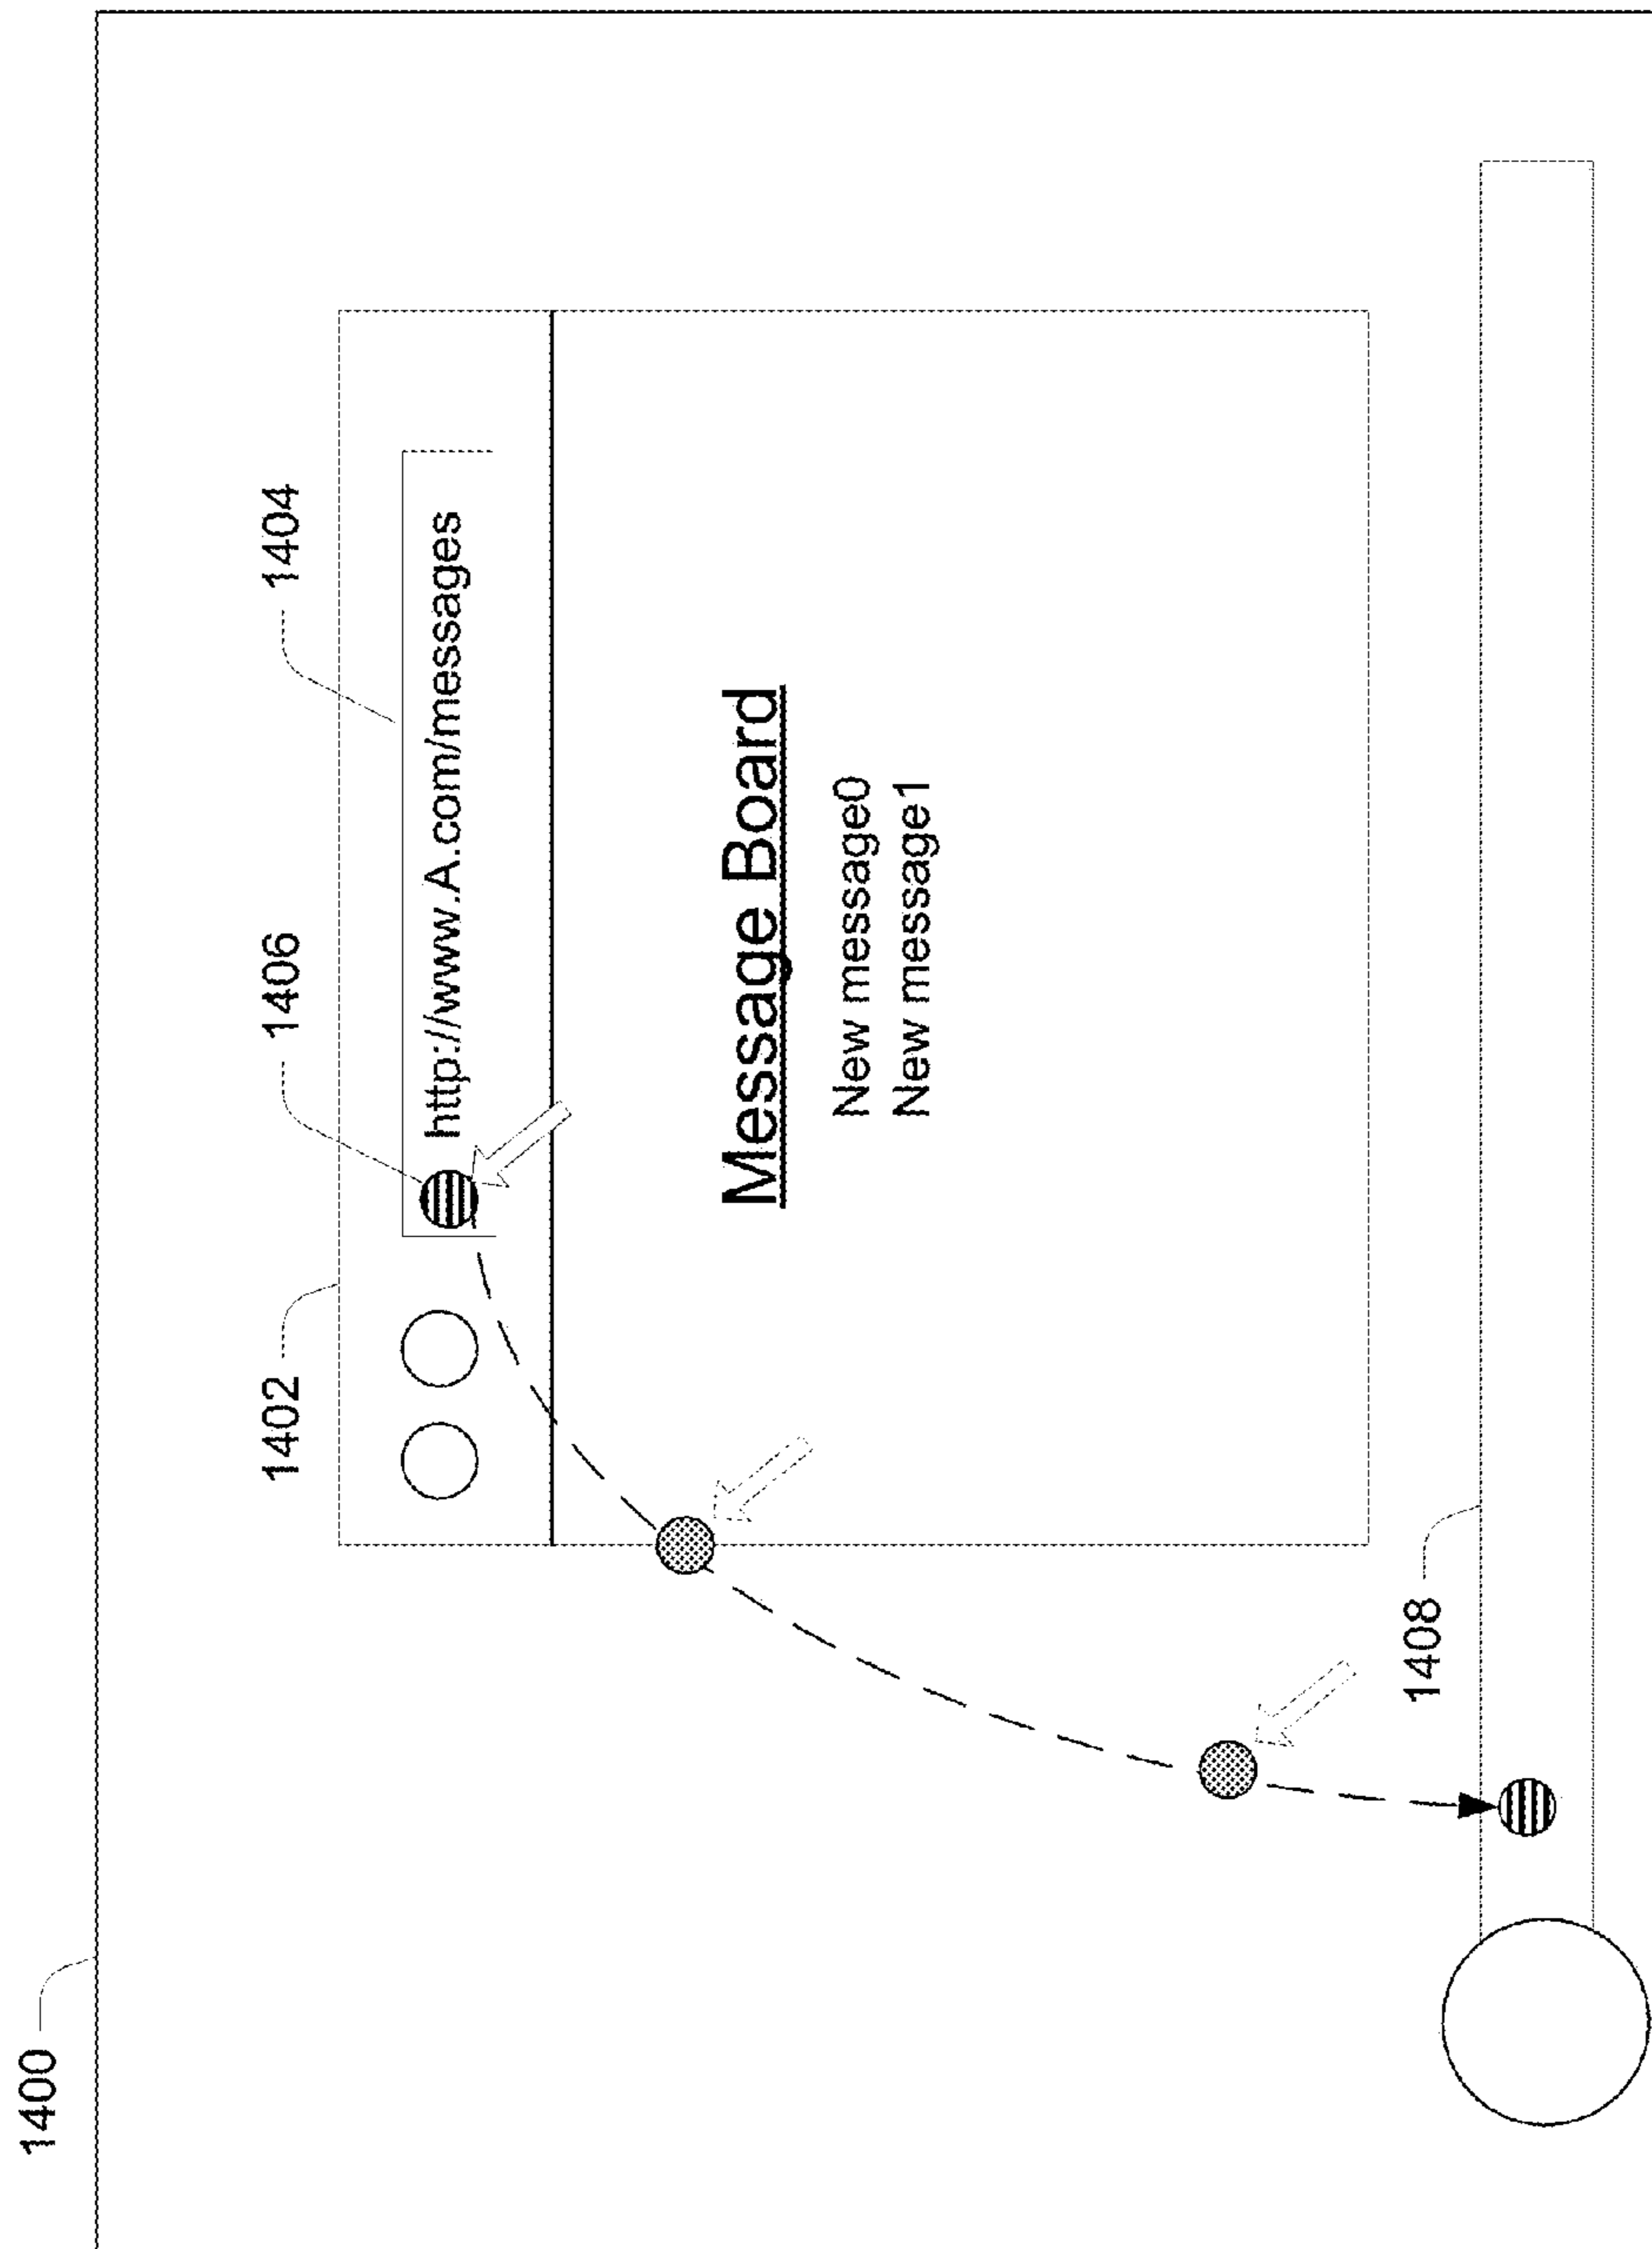 1400
1402
1406
1404
http://www.A.com/messages
Message Board
New message0
New message1
1408